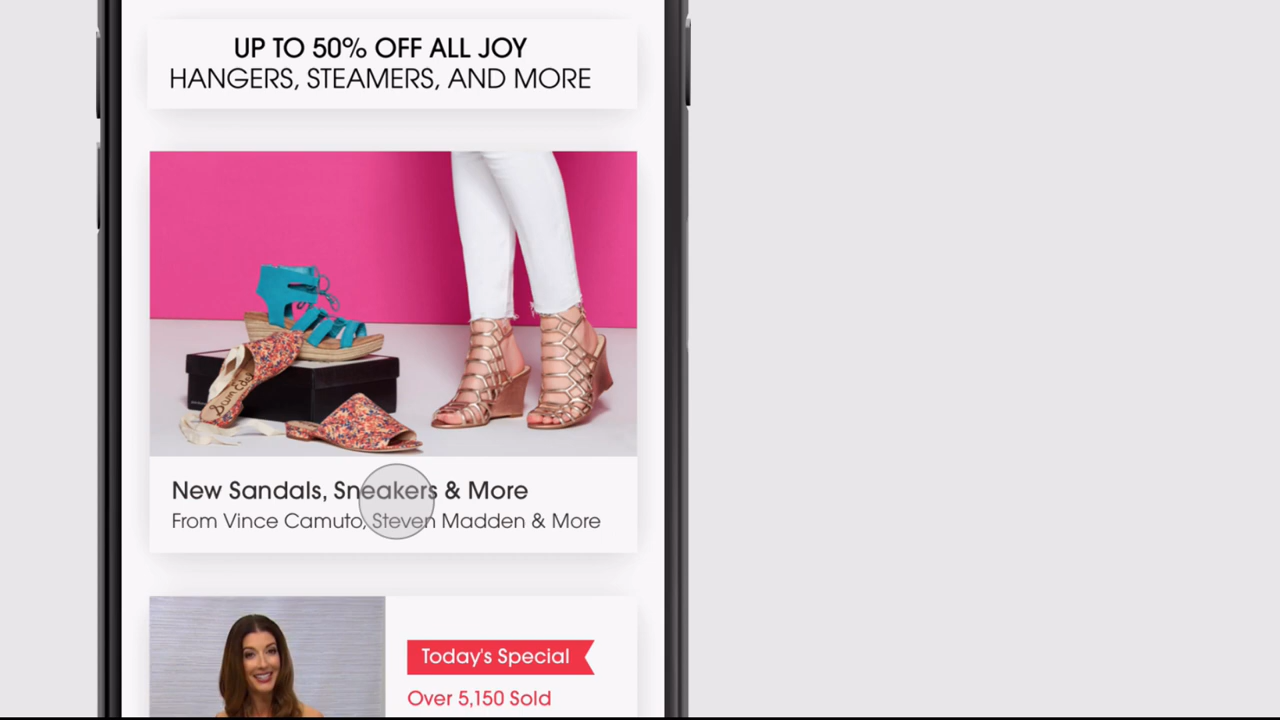 UP TO 50% OFF ALL JOY
HANGERS, STEAMERS, AND MORE
New Sandals, Sneakers & More
From Vince Camuto, Steven Madden & More
Today's Special
Over 5,150 Sold